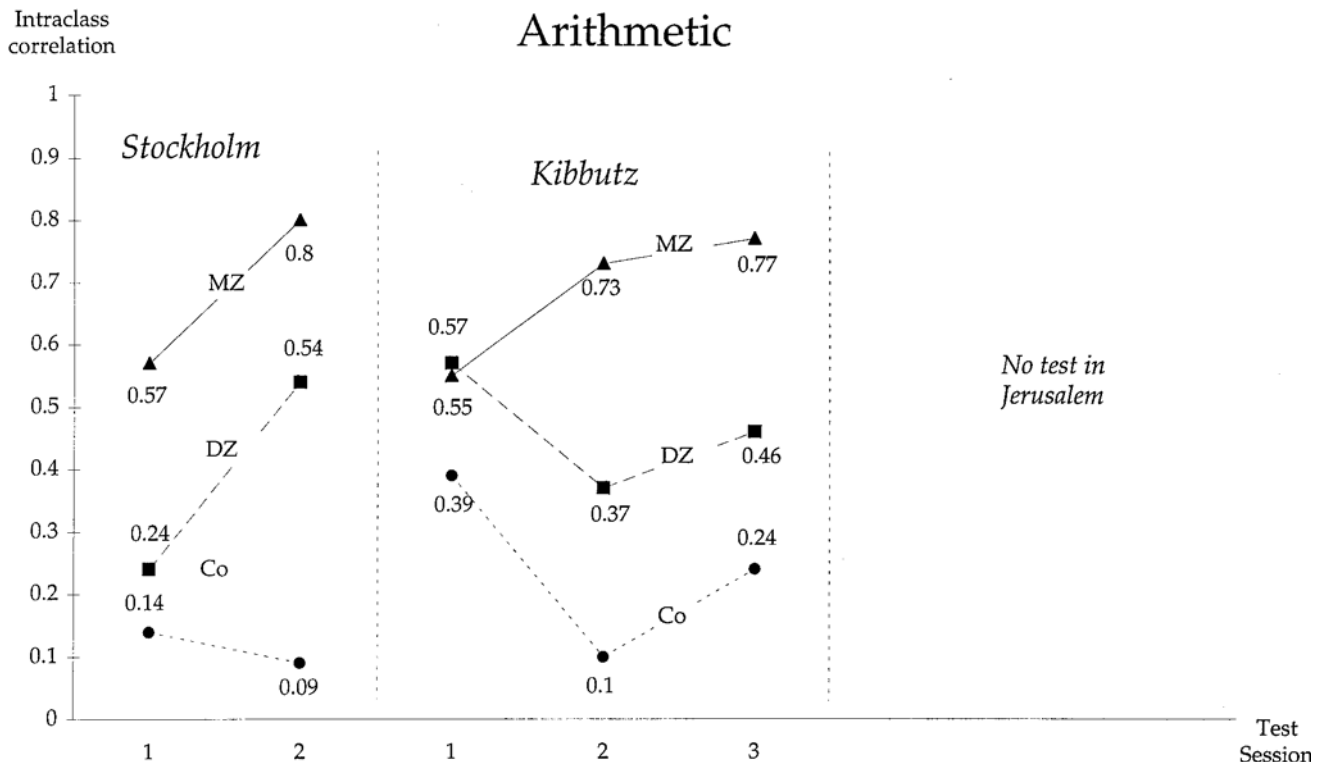 Intraclass
correlation
Arithmetic
1
0.9
0.8
0.7
0.6
0.5
0.4
0.3
0.2
0.1
0
Stockholm
MZ
0.8
0.57
0.54
DZ
0.24
Co
0.14
0.09
1
2
Kibbutz
MZ
0.77
0.73
0.57
0.55
DZ
0.46
0.39
0.37
0.24
Co
0.1
1
2
3
No test in
Jerusalem
Test
Session